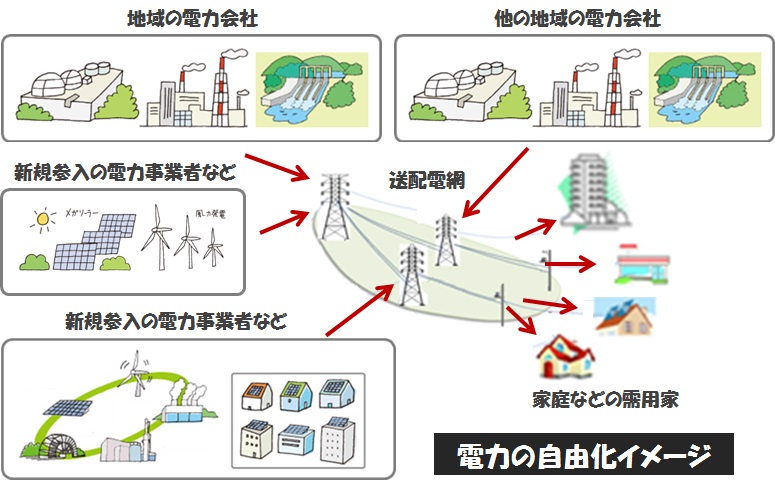 地域の電力会社
他の地域の電力会社
新規参入の電力事業者など
送配電網
メガソーラー
風力発電
新規参入の電力事業者など
家庭などの需用家
電力の自由化イメージ